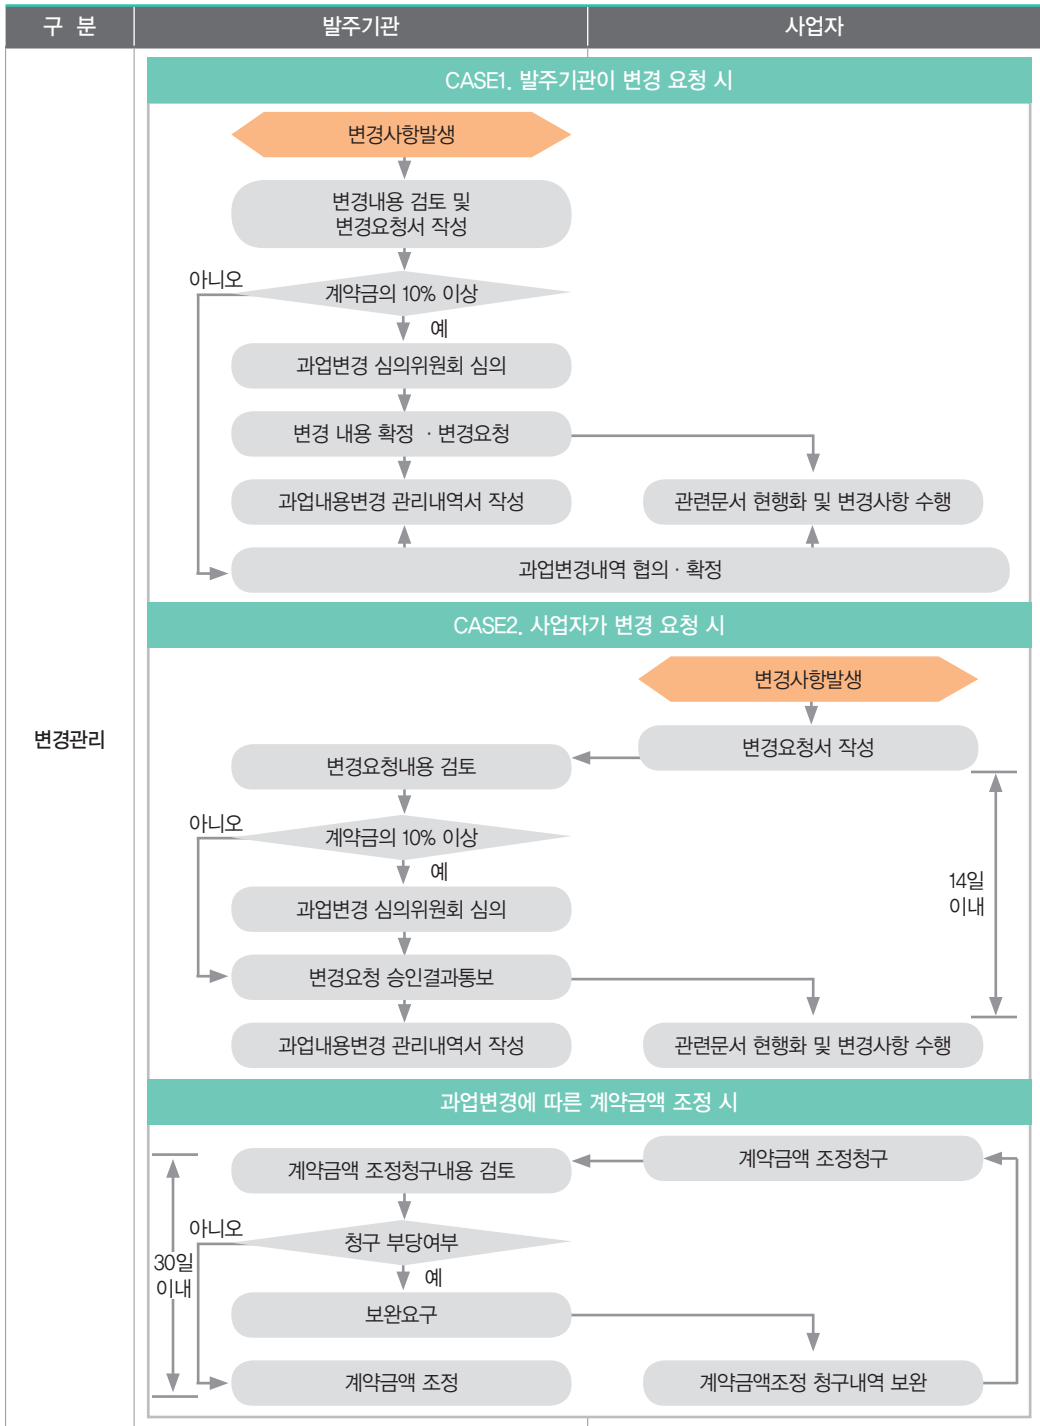 구 분
발주기관
사업자
변경관리
CASE1. 발주기관이 변경 요청 시
변경사항발생
변경내용 검토 및
변경요청서 작성
아니오
계약금의 10% 이상
예
과업변경 심의위원회 심의
변경 내용 확정 · 변경요청
과업내용변경 관리내역서 작성
관련문서 현행화 및 변경사항 수행
과업변경내역 협의 · 확정
CASE2. 사업자가 변경 요청 시
변경사항발생
변경요청서 작성
변경요청내용 검토
아니오
계약금의 10% 이상
예
14일
이내
과업변경 심의위원회 심의
변경요청 승인결과통보
과업내용변경 관리내역서 작성
관련문서 현행화 및 변경사항 수행
과업변경에 따른 계약금액 조정 시
계약금액 조정청구내용 검토
계약금액 조정청구
아니오
청구 부당여부
30일
이내
예
보완요구
계약금액 조정
계약금액조정 청구내역 보완